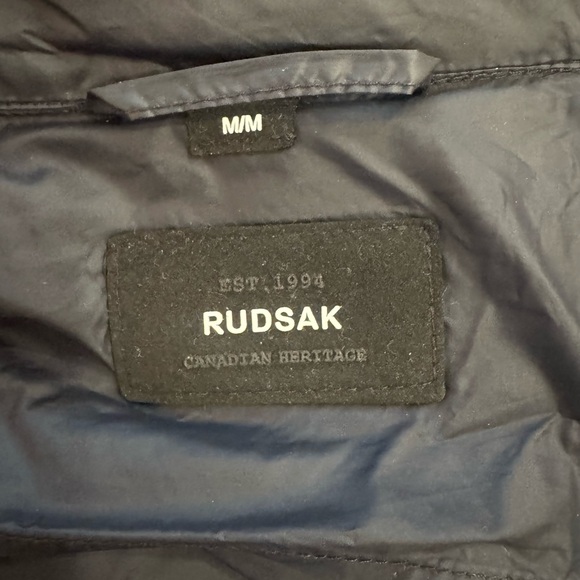 M/M
EST. 1994
RUDSAK
CANADIAN HERITAGE